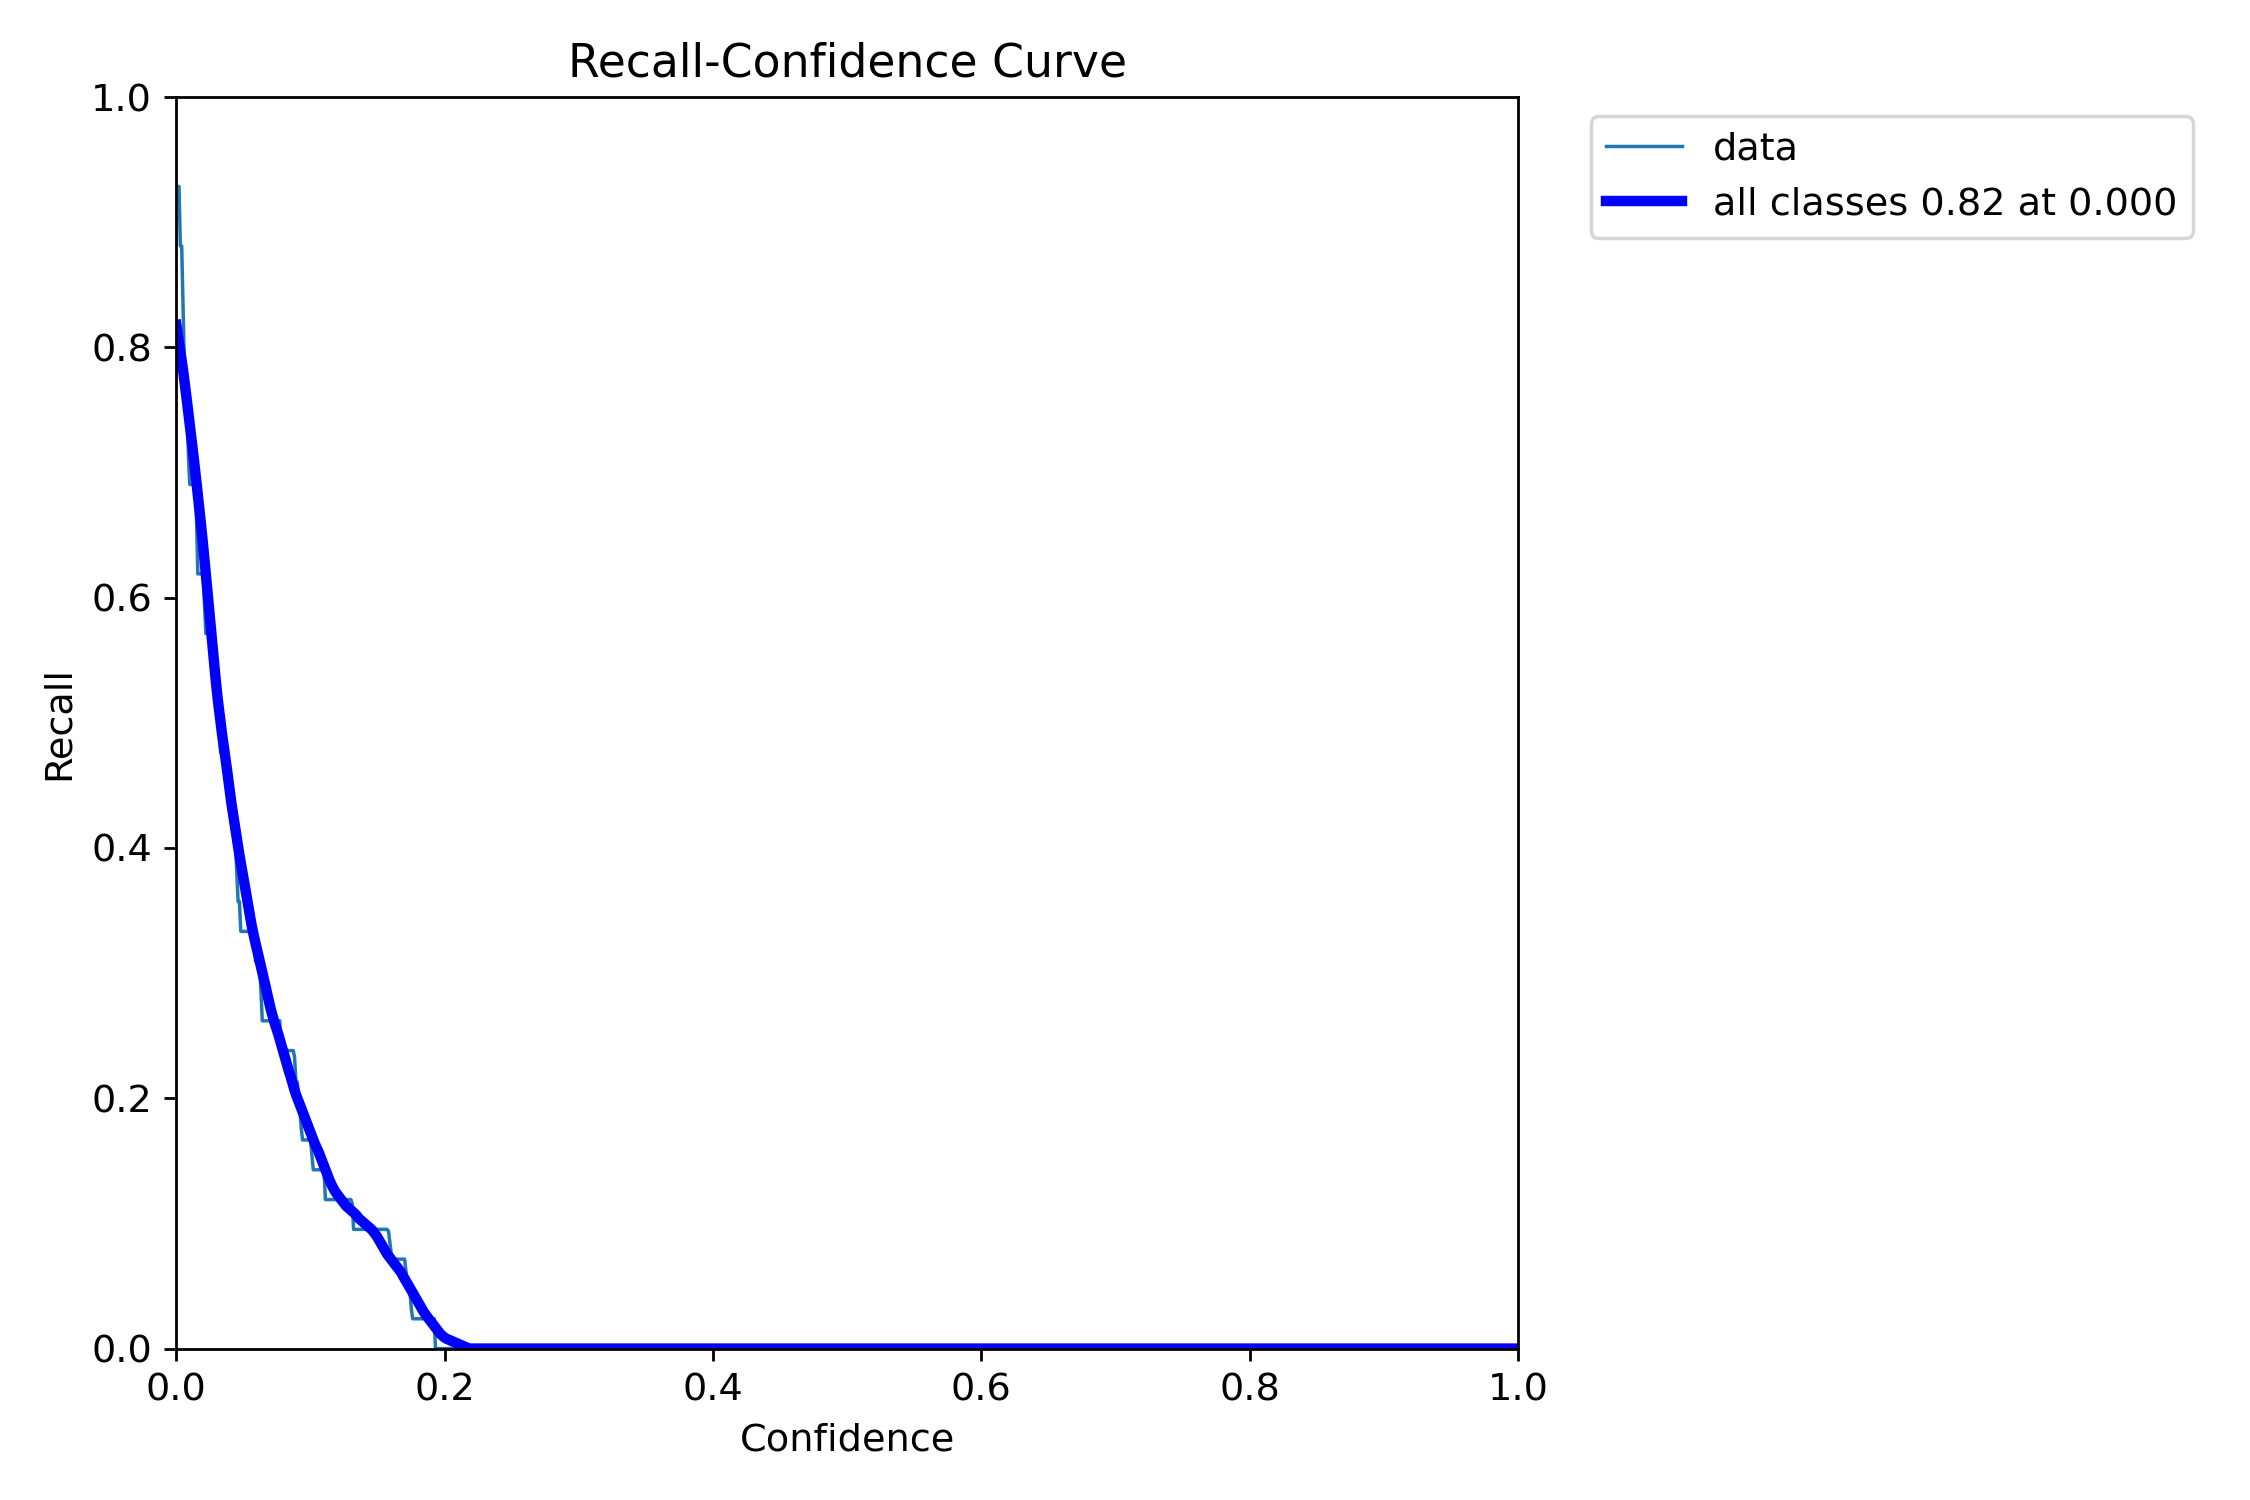 Recall-Confidence Curve
1.0
0.8
0.6
0.4
0.2
0.0
Recall
0.0 0.2 0.4 0.6 0.8 1.0
Confidence
data
all classes 0.82 at 0.000